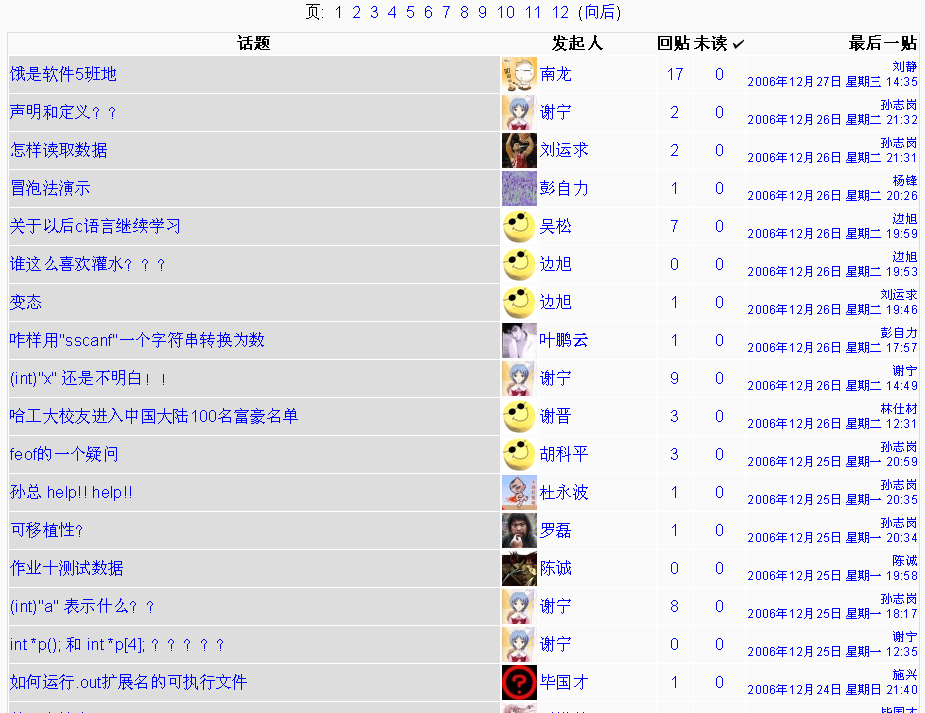 页: 1 2 3 4 5 6 7 8 9 10 11 12 (向后)
话题 发起人 回贴 未读 ✓ 最后一贴
饿是软件5班地 南龙 17 0 刘静
2006年12月27日 星期三 14:35
声明和定义？？ 谢宁 2 0 孙志岗
2006年12月26日 星期二 21:32
怎样读取数据 刘运求 2 0 孙志岗
2006年12月26日 星期二 21:31
冒泡法演示 彭自力 1 0 杨锋
2006年12月26日 星期二 20:26
关于以后c语言继续学习 吴松 7 0 边旭
2006年12月26日 星期二 19:59
谁这么喜欢灌水？？？ 边旭 0 0 边旭
2006年12月26日 星期二 19:53
变态 边旭 1 0 刘运求
2006年12月26日 星期二 19:46
咋样用"sscanf"一个字符串转换为数 叶鹏云 1 0 彭自力
2006年12月26日 星期二 17:57
(int)"x" 还是不明白！！ 谢宁 9 0 谢宁
2006年12月26日 星期二 14:49
哈工大校友进入中国大陆100名富豪名单 谢晋 3 0 林仕材
2006年12月26日 星期二 12:31
feof的一个疑问 胡科平 3 0 孙志岗
2006年12月25日 星期一 20:59
孙总 help!! help!! 杜永波 1 0 孙志岗
2006年12月25日 星期一 20:35
可移植性？ 罗磊 1 0 孙志岗
2006年12月25日 星期一 20:34
作业十测试数据 陈诚 0 0 陈诚
2006年12月25日 星期一 19:58
(int)"a" 表示什么？？ 谢宁 8 0 孙志岗
2006年12月25日 星期一 18:17
int *p(); 和 int *p[4]; ？？？？？ 谢宁 0 0 谢宁
2006年12月25日 星期一 12:35
如何运行.out扩展名的可执行文件 毕国才 1 0 施兴
2006年12月24日 星期日 21:40